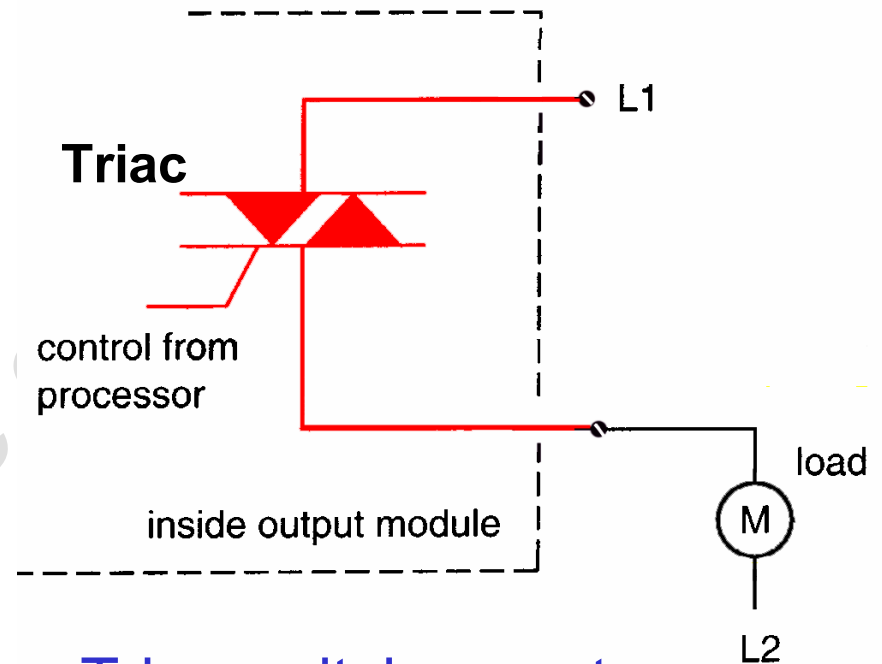 L1
Triac
control from
processor
load
M
inside output module
L2